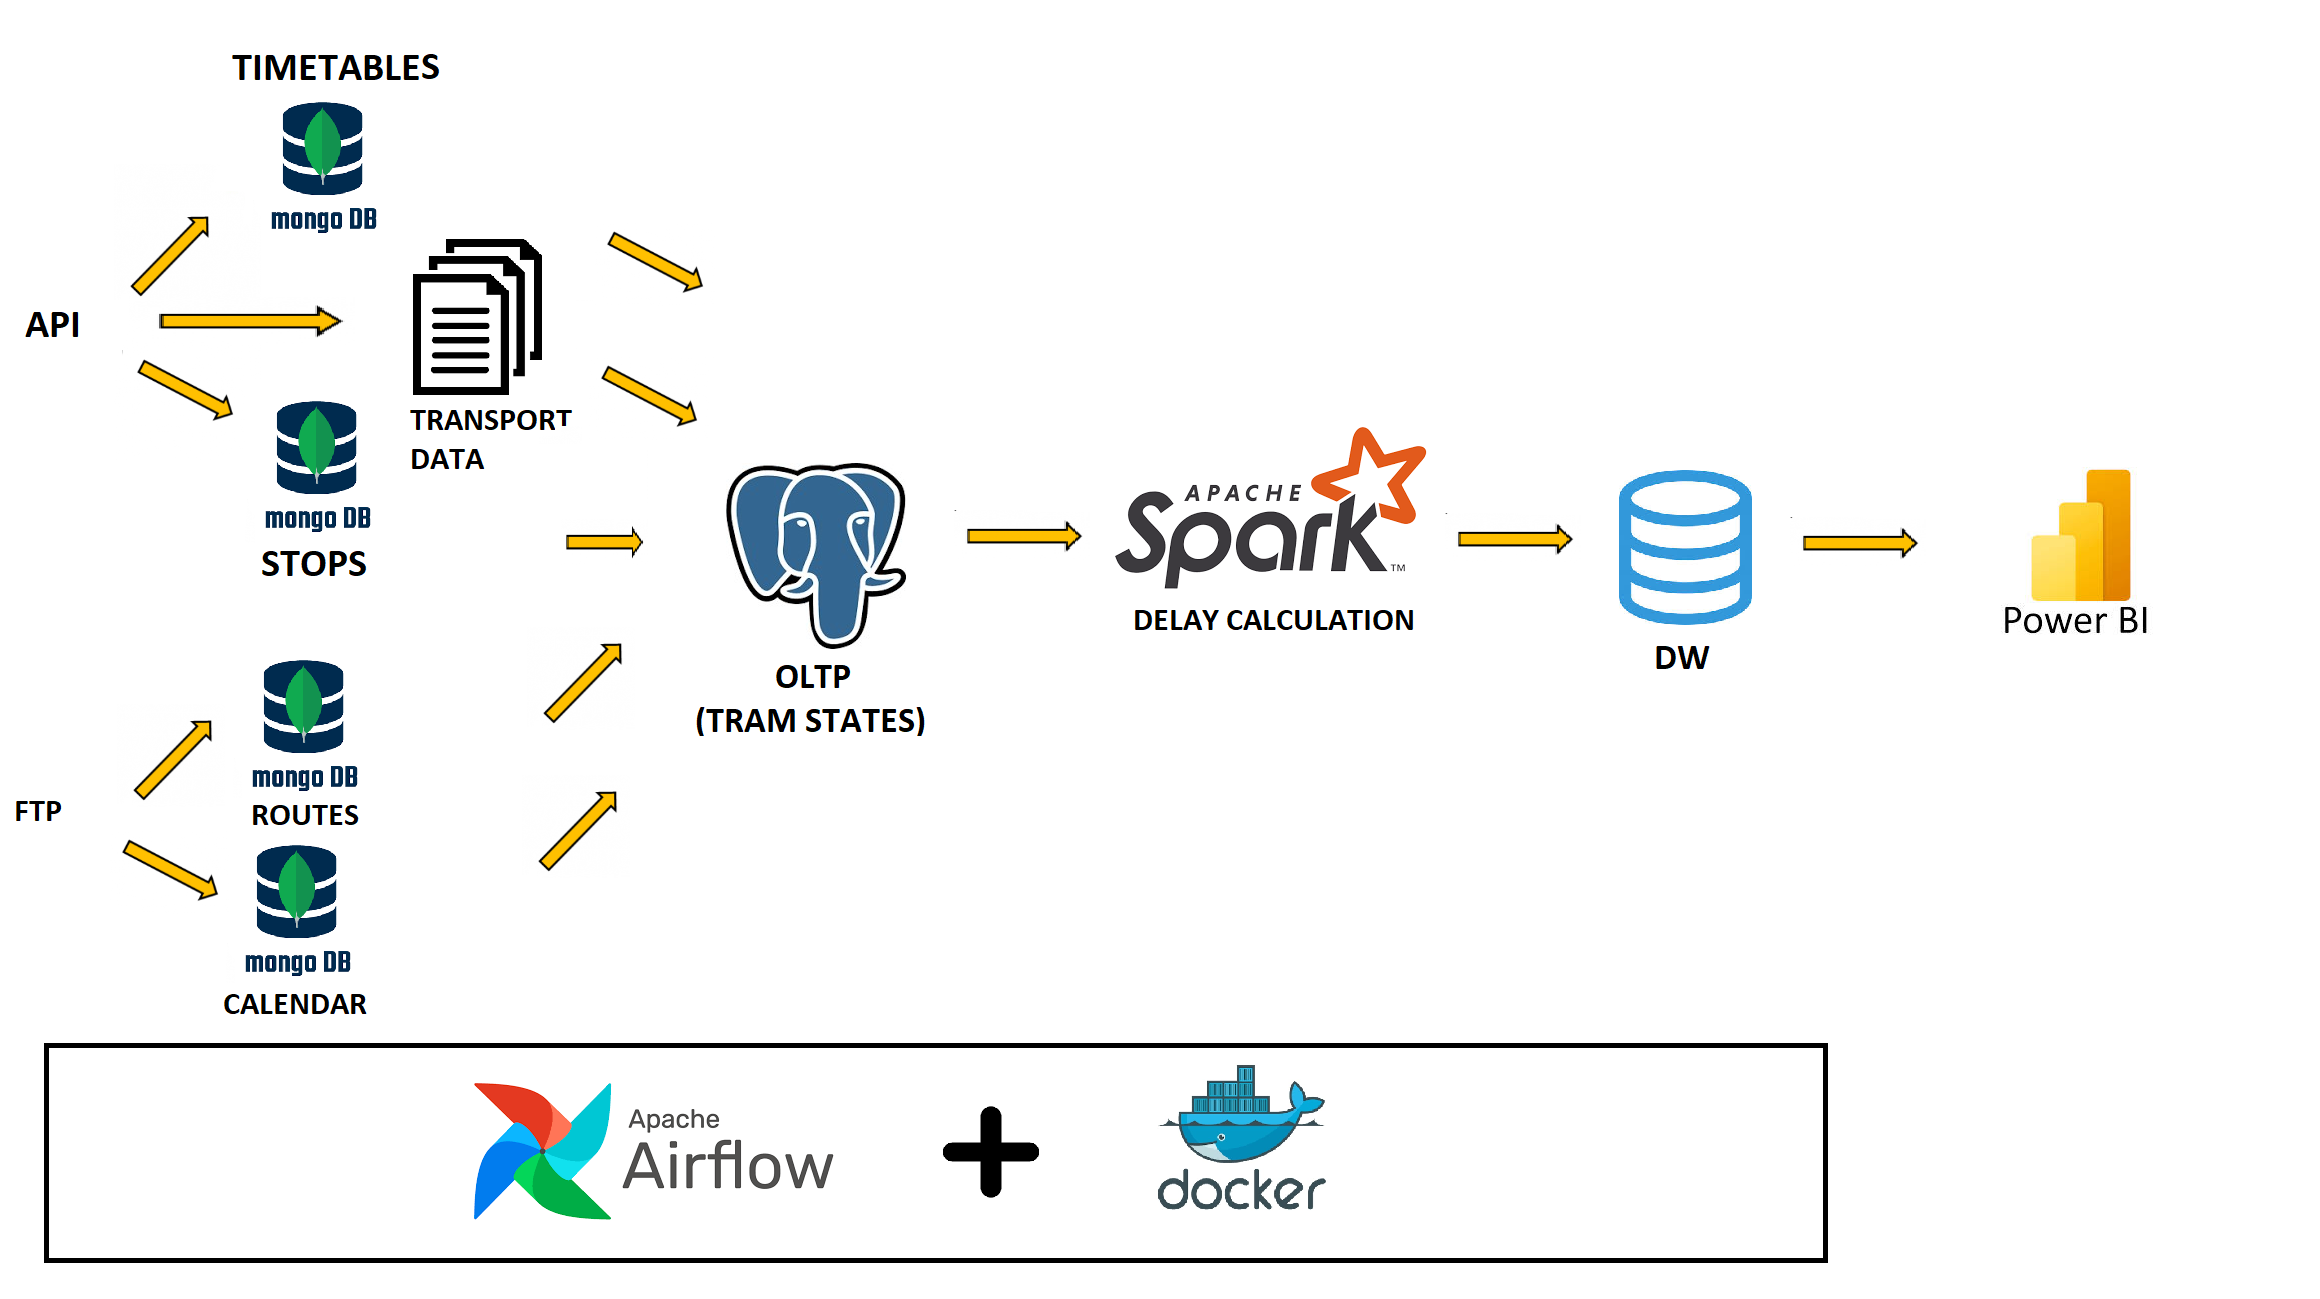 TIMETABLES
mongo DB
API
TRANSPORT
DATA
mongo DB
STOPS
mongo DB
ROUTES
FTP
mongo DB
CALENDAR
OLTP
(TRAM STATES)
APACHE
Spark™
DELAY CALCULATION
DW
Power BI
Apache
Airflow
docker